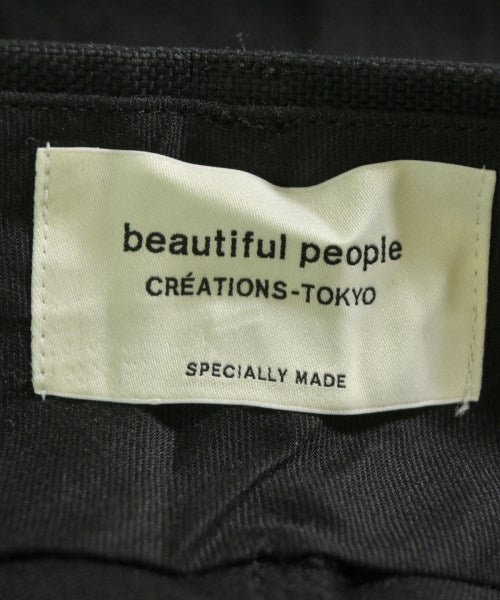 beautiful people
CRÉATIONS-TOKYO
SPECIALLY MADE